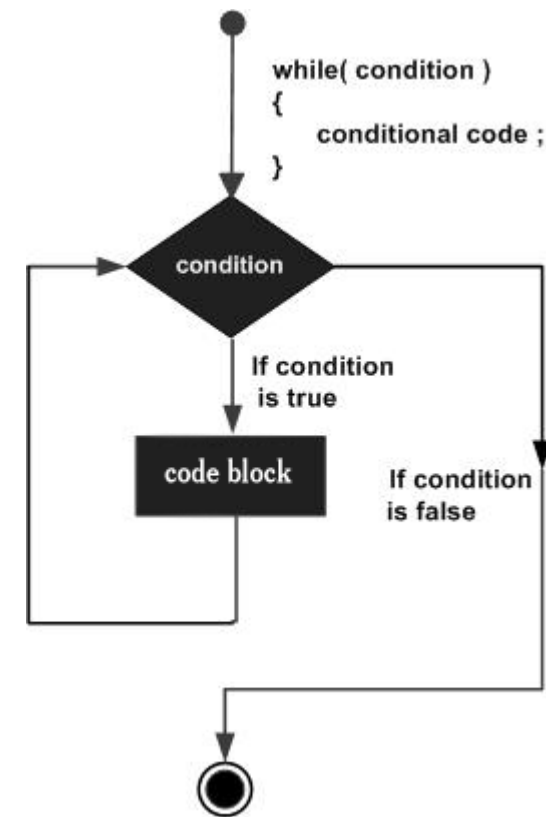 while( condition )
{
conditional code ;
}
condition
If condition
is true
code block
If condition
is false